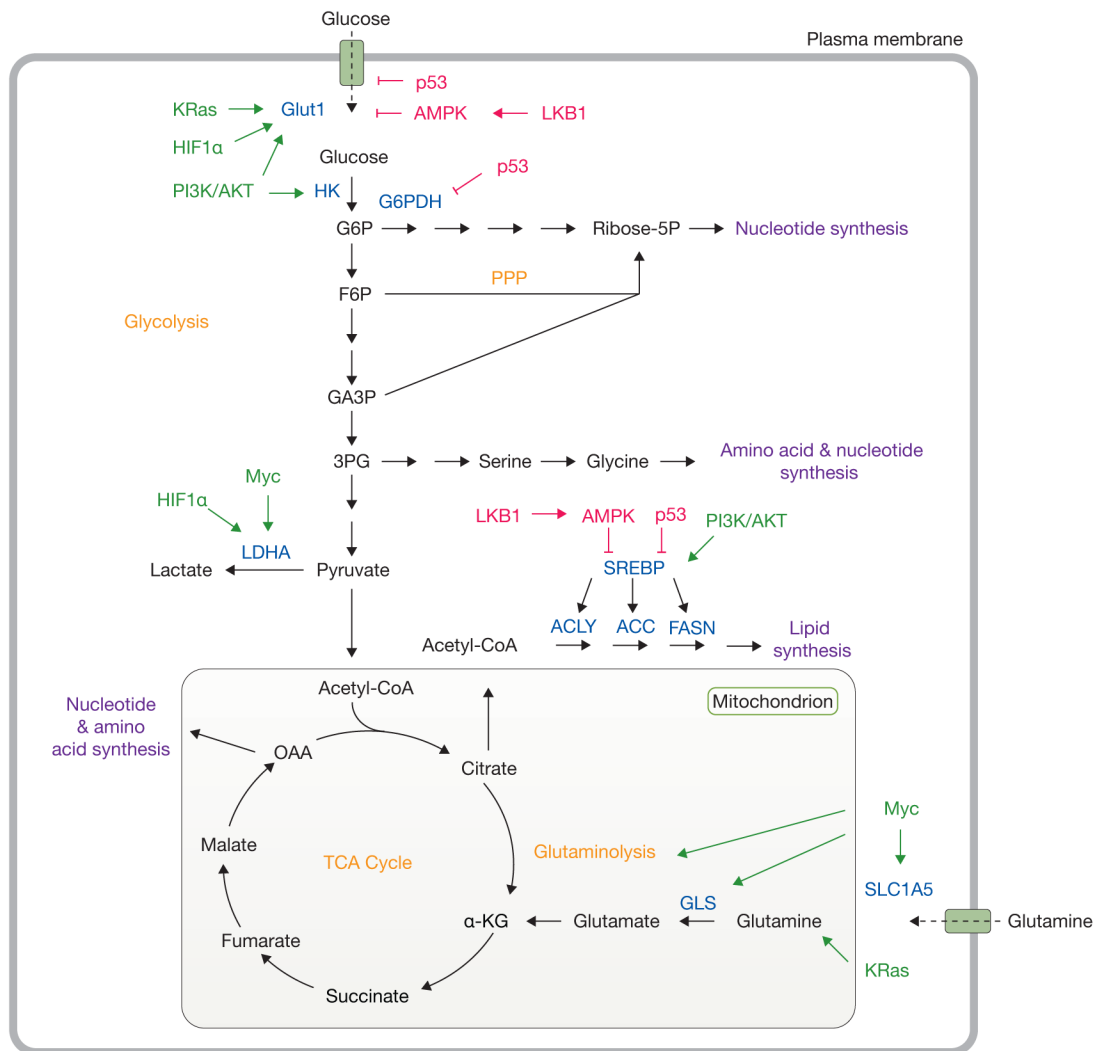 Glucose
Plasma membrane
p53
KRas
Glut1
AMPK
LKB1
HIF1α
Glucose
p53
PI3K/AKT
HK
G6PDH
G6P
Ribose-5P
Nucleotide synthesis
PPP
F6P
Glycolysis
GA3P
3PG
Serine
Glycine
Amino acid & nucleotide
synthesis
Myc
HIF1α
LKB1
AMPK
p53
PI3K/AKT
LDHA
Lactate
Pyruvate
SREBP
ACLY
ACC
FASN
Acetyl-CoA
Lipid
synthesis
Acetyl-CoA
Mitochondrion
Nucleotide
& amino
acid synthesis
OAA
Citrate
Malate
TCA Cycle
Glutaminolysis
Myc
SLC1A5
GLS
α-KG
Glutamate
Glutamine
Glutamine
Fumarate
KRas
Succinate